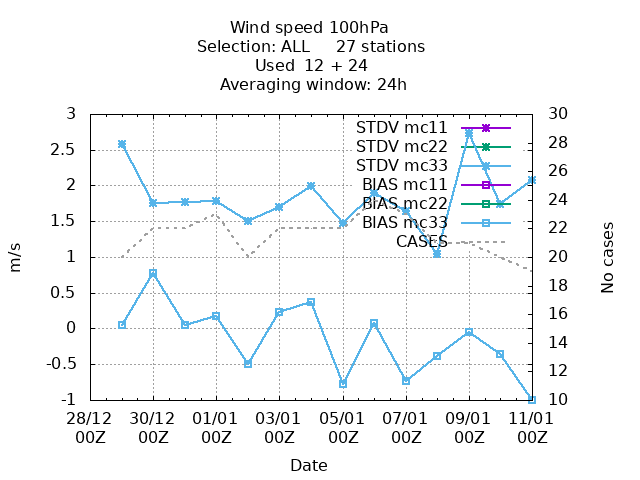 Wind speed 100hPa
Selection: ALL 27 stations
Used 12 + 24
Averaging window: 24h
3 30
2.5 28
2 26
1.5 24
1 22
0.5 20
0 18
-0.5 16
-1 14
12
10
STDV mc11
STDV mc22
STDV mc33
BIAS mc11
BIAS mc22
BIAS mc33
CASES
m/s
No cases
28/12 30/12 01/01 03/01 05/01 07/01 09/01 11/01
00Z 00Z 00Z 00Z 00Z 00Z 00Z 00Z
Date